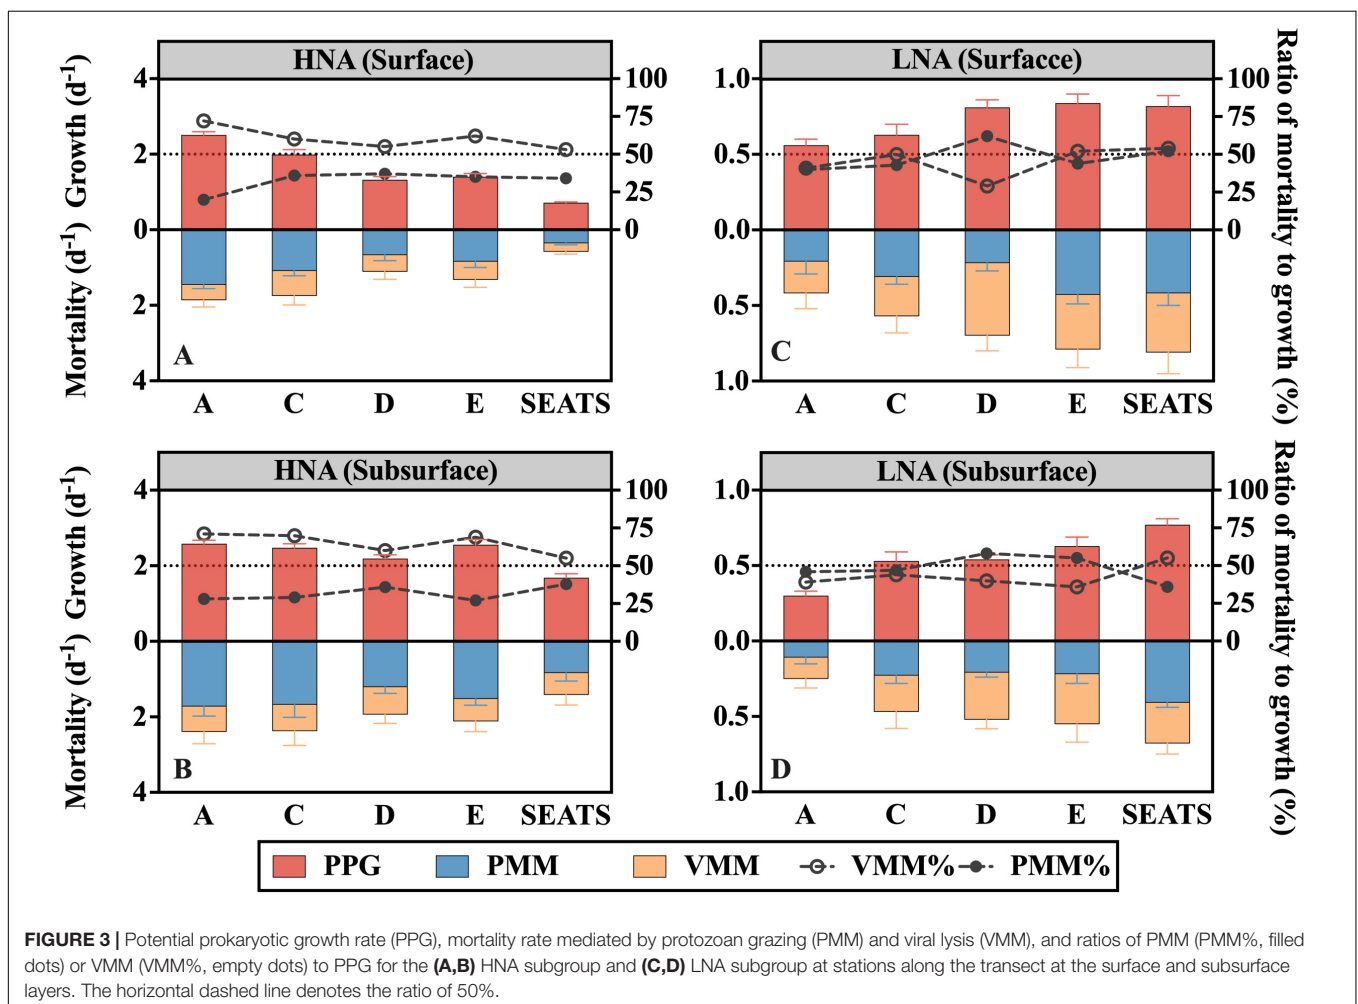 HNA (Surface)
Growth (d-1)
Mortality (d-1)
4
2
0
2
4
100
75
50
25
0
A
A C D E SEATS
LNA (Surfacce)
1.0
0.5
0.0
0.5
1.0
100
75
50
25
0
Ratio of mortality to growth (%)
C
A C D E SEATS
HNA (Subsurface)
Growth (d-1)
Mortality (d-1)
4
2
0
2
4
100
75
50
25
0
B
A C D E SEATS
LNA (Subsurface)
1.0
0.5
0.0
0.5
1.0
100
75
50
25
0
Ratio of mortality to growth (%)
D
A C D E SEATS
PPG PMM VMM VMM% PMM%
FIGURE 3 | Potential prokaryotic growth rate (PPG), mortality rate mediated by protozoan grazing (PMM) and viral lysis (VMM), and ratios of PMM (PMM%, filled
dots) or VMM (VMM%, empty dots) to PPG for the (A,B) HNA subgroup and (C,D) LNA subgroup at stations along the transect at the surface and subsurface
layers. The horizontal dashed line denotes the ratio of 50%.